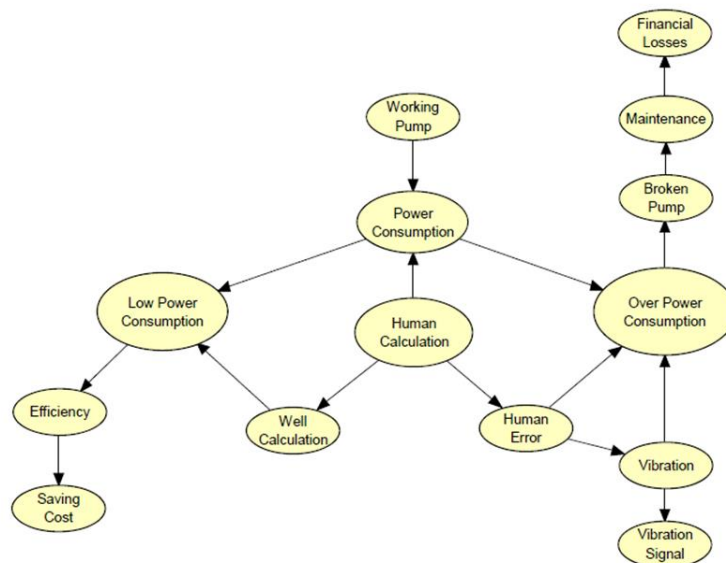 Financial
Losses
Working
Pump
Maintenance
Broken
Pump
Power
Consumption
Low Power
Consumption
Human
Calculation
Over Power
Consumption
Efficiency
Well
Calculation
Human
Error
Vibration
Saving
Cost
Vibration
Signal